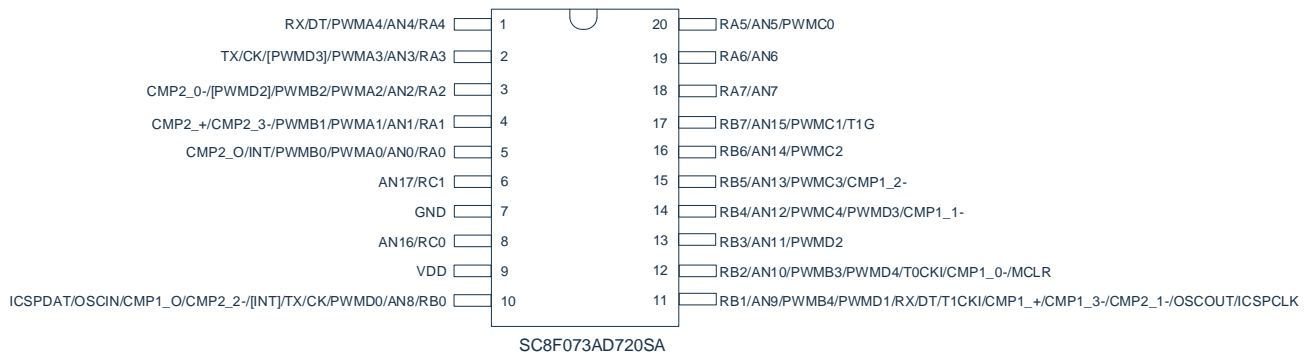 RX/DT/PWMA4/AN4/RA4 1 20 RA5/AN5/PWMC0
TX/CK/[PWMD3]/PWMA3/AN3/RA3 2 19 RA6/AN6
CMP2_0-/[PWMD2]/PWMB2/PWMA2/AN2/RA2 3 18 RA7/AN7
CMP2_+/CMP2_3-/PWMB1/PWMA1/AN1/RA1 4 17 RB7/AN15/PWMC1/T1G
CMP2_O/INT/PWMB0/PWMA0/AN0/RA0 5 16 RB6/AN14/PWMC2
AN17/RC1 6 15 RB5/AN13/PWMC3/CMP1_2-
GND 7 14 RB4/AN12/PWMC4/PWMD3/CMP1_1-
AN16/RC0 8 13 RB3/AN11/PWMD2
VDD 9 12 RB2/AN10/PWMB3/PWMD4/T0CKI/CMP1_0-/MCLR
ICSPDAT/OSCIN/CMP1_O/CMP2_2-/[INT]/TX/CK/PWMD0/AN8/RB0 10 11 RB1/AN9/PWMB4/PWMD1/RX/DT/T1CKI/CMP1_+/CMP1_3-/CMP2_1-/OSCOUT/ICSPCLK
SC8F073AD720SA